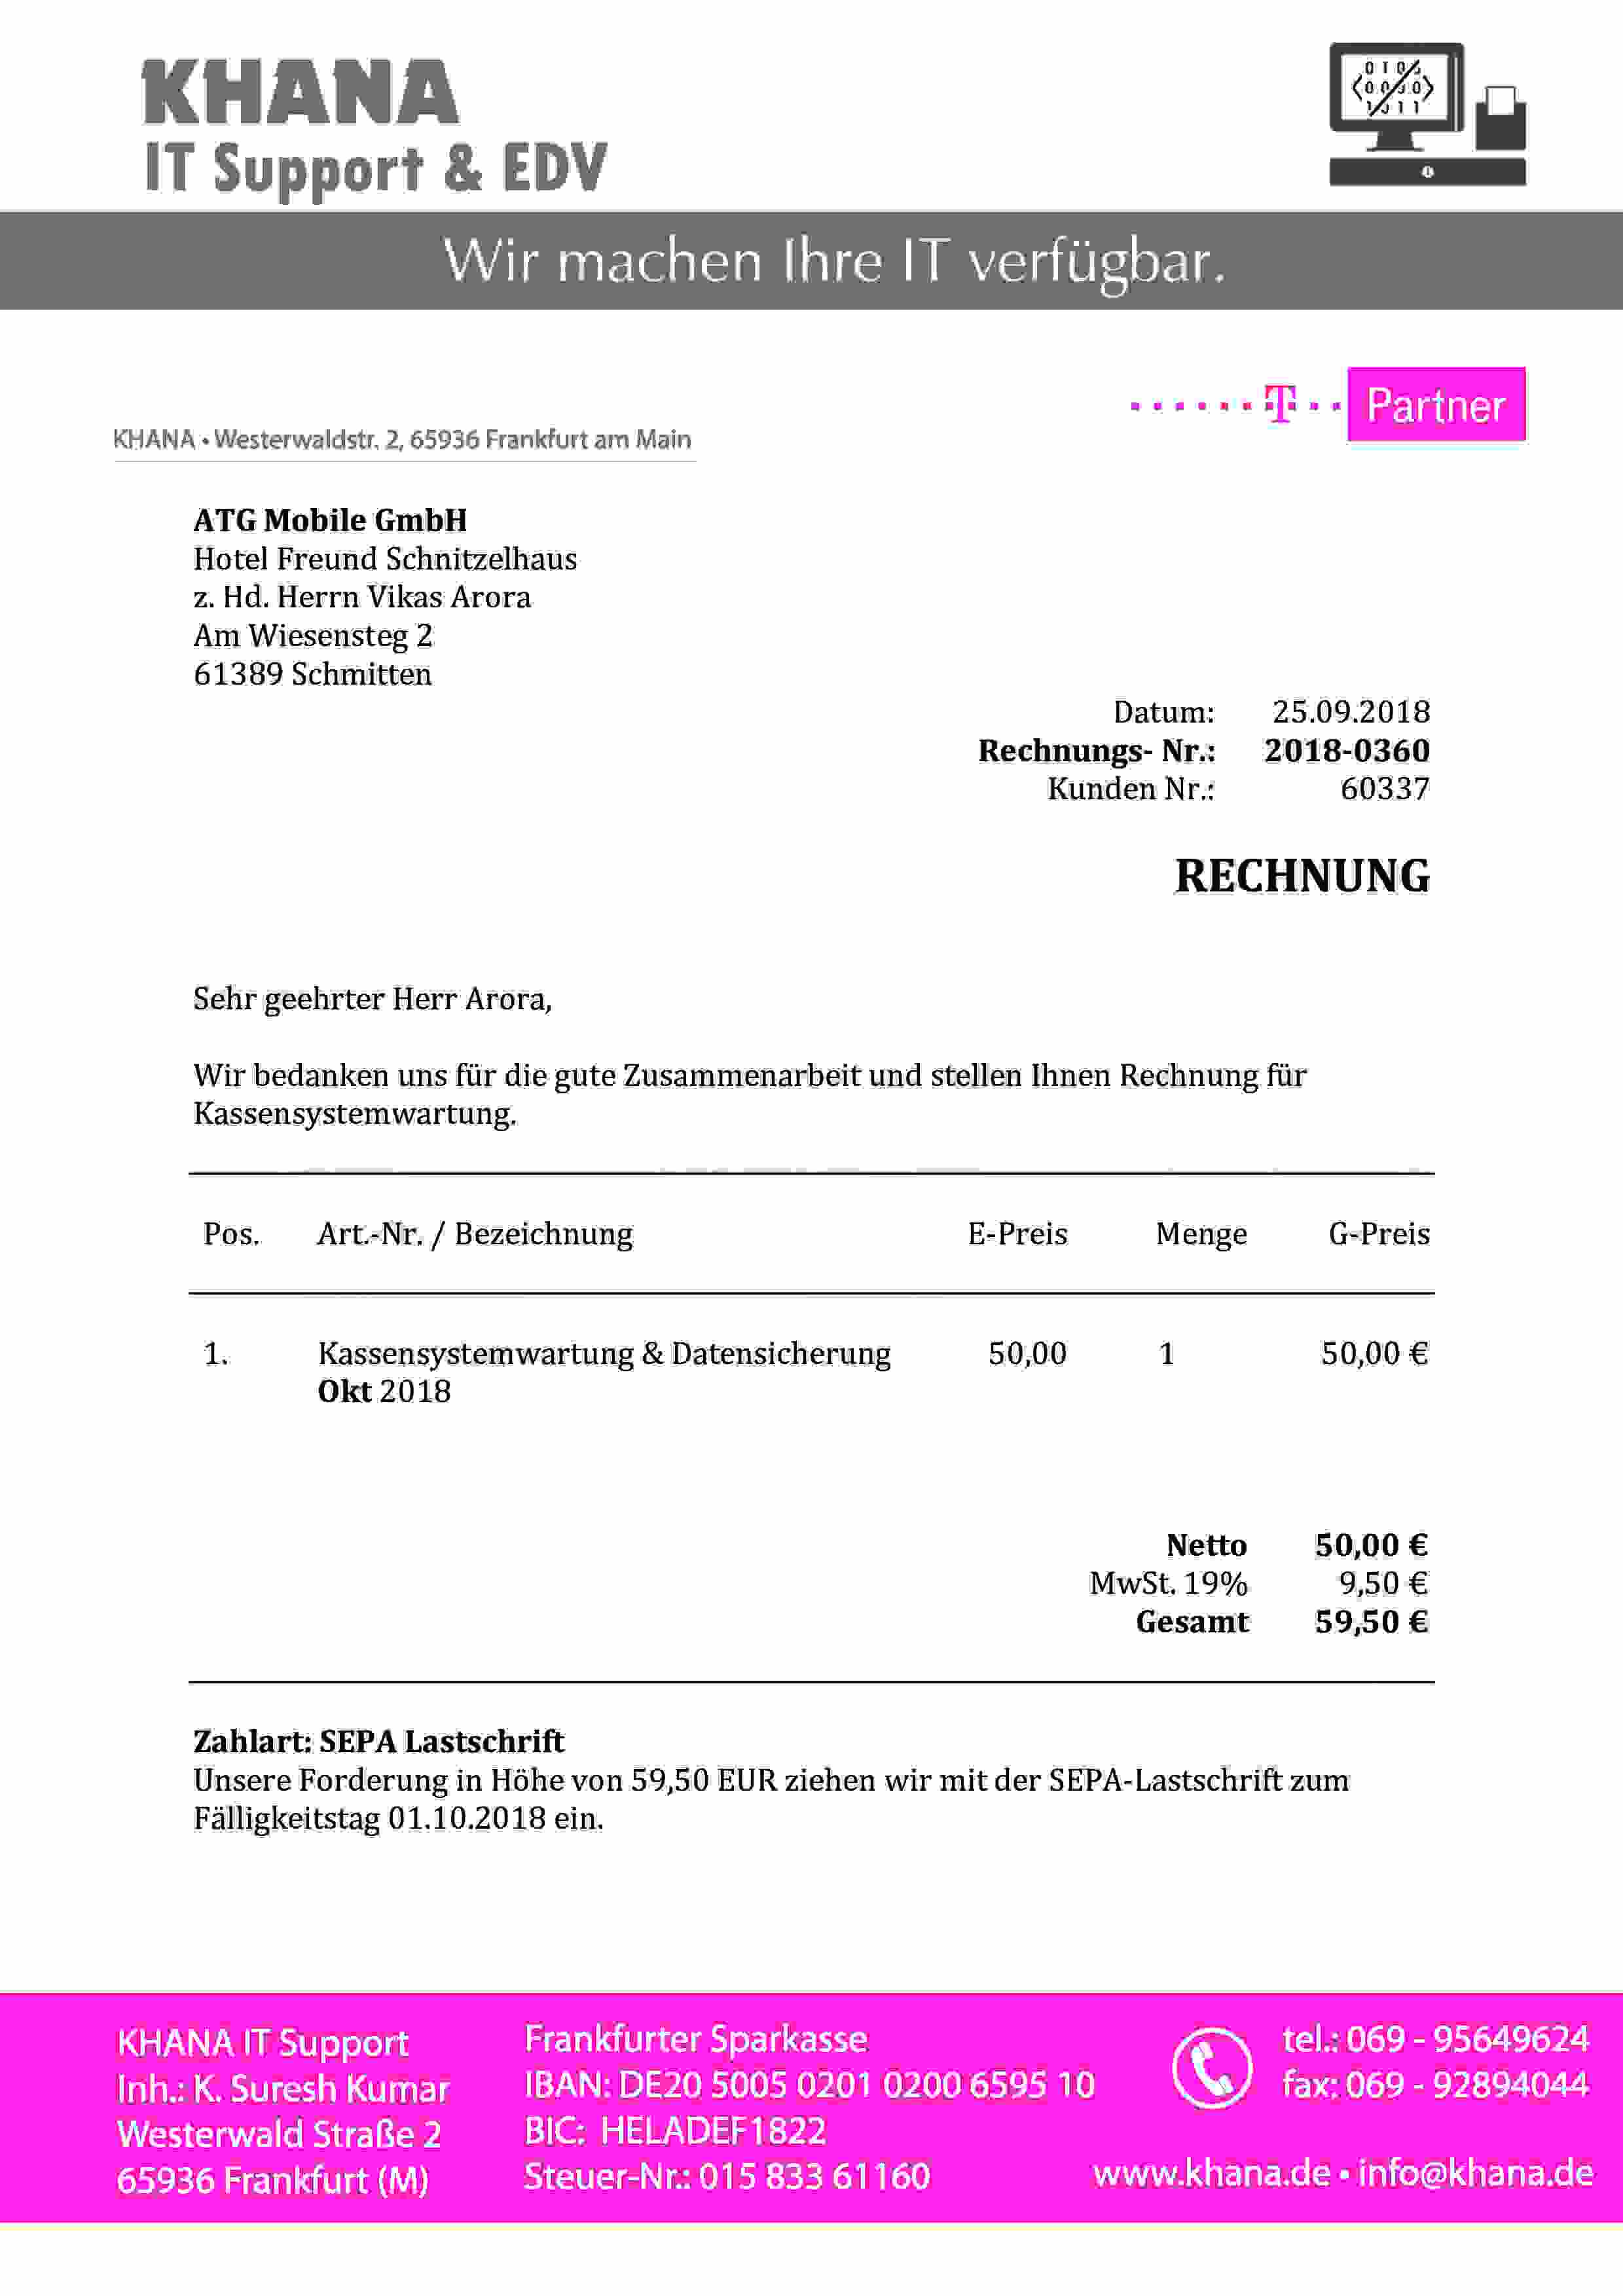 KHANA
IT Support & EDV
Wir machen Ihre IT verfügbar.
T Partner
KHANA • Westerwaldstr. 2, 65936 Frankfurt am Main
ATG Mobile GmbH
Hotel Freund Schnitzelhaus
z. Hd. Herrn Vikas Arora
Am Wiesensteg 2
61389 Schmitten
Datum: 25.09.2018
Rechnungs- Nr.: 2018-0360
Kunden Nr.: 60337
RECHNUNG
Sehr geehrter Herr Arora,
Wir bedanken uns für die gute Zusammenarbeit und stellen Ihnen Rechnung für
Kassensystemwartung.
Pos. Art.-Nr. / Bezeichnung E-Preis Menge G-Preis
1. Kassensystemwartung & Datensicherung 50,00 1 50,00 €
Okt 2018
Netto 50,00 €
MwSt. 19% 9,50 €
Gesamt 59,50 €
Zahlart: SEPA Lastschrift
Unsere Forderung in Höhe von 59,50 EUR ziehen wir mit der SEPA-Lastschrift zum
Fälligkeitstag 01.10.2018 ein.
KHANA IT Support
Inh.: K. Suresh Kumar
Westerwald Straße 2
65936 Frankfurt (M)
Frankfurter Sparkasse
IBAN: DE20 5005 0201 0200 6595 10
BIC: HELADEF1822
Steuer-Nr.: 015 833 61160
tel.: 069 - 95649624
fax: 069 - 92894044
www.khana.de • info@khana.de